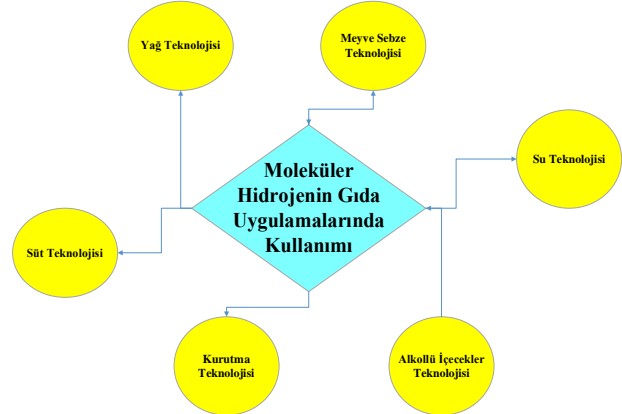 Yağ Teknolojisi
Meyve Sebze
Teknolojisi
Su Teknolojisi
Moleküler
Hidrojenin Gıda
Uygulamalarında
Kullanımı
Süt Teknolojisi
Kurutma
Teknolojisi
Alkollü İçecekler
Teknolojisi